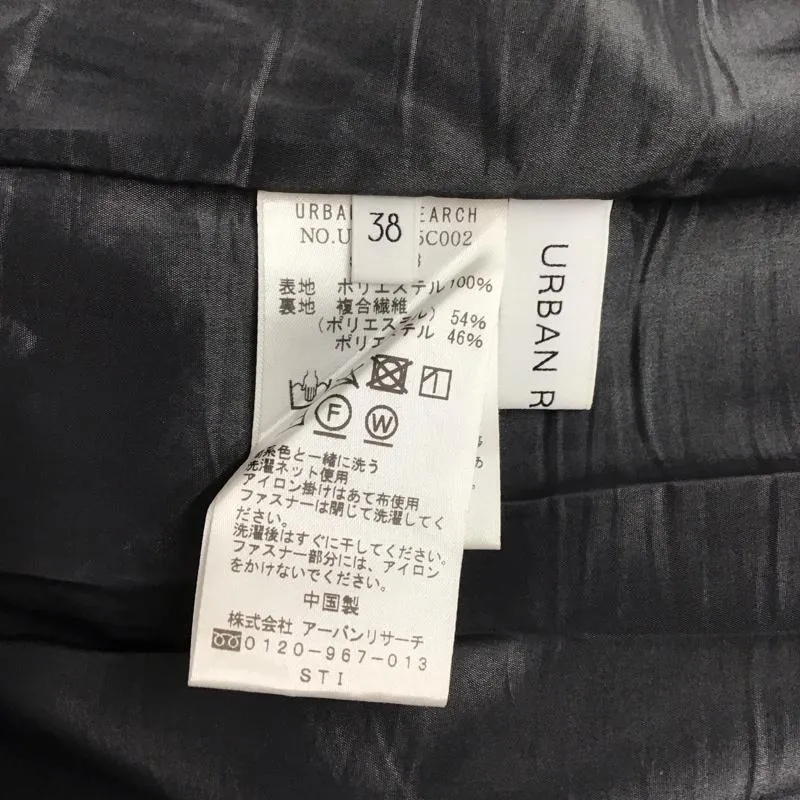 URBAN EARCH
38
NO.U 5C002
表地 ポリエステル 100%
裏地 複合繊維
(ポリエステル) 54%
ポリエステル 46%
F
W
系色と一緒に洗う
洗濯ネット使用
アイロン掛けはあて布使用
ファスナーは閉じて洗濯してく
ださい。
洗濯後はすぐに干してください。
ファスナー部分には、アイロン
をかけないでください。
中国製
株式会社 アーバンリサーチ
0120-967-013
STI
URBAN R